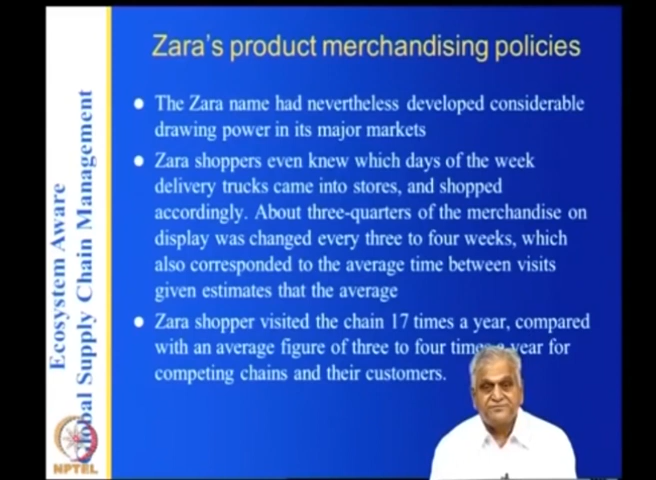 Zara's product merchandising policies
The Zara name had nevertheless developed considerable
drawing power in its major markets
Zara shoppers even knew which days of the week
delivery trucks came into stores, and shopped
accordingly. About three-quarters of the merchandise on
display was changed every three to four weeks, which
also corresponded to the average time between visits
given estimates that the average
Zara shopper visited the chain 17 times a year, compared
with an average figure of three to four times a year for
competing chains and their customers.
Ecosystem Aware
Global Supply Chain Management
NPTEL